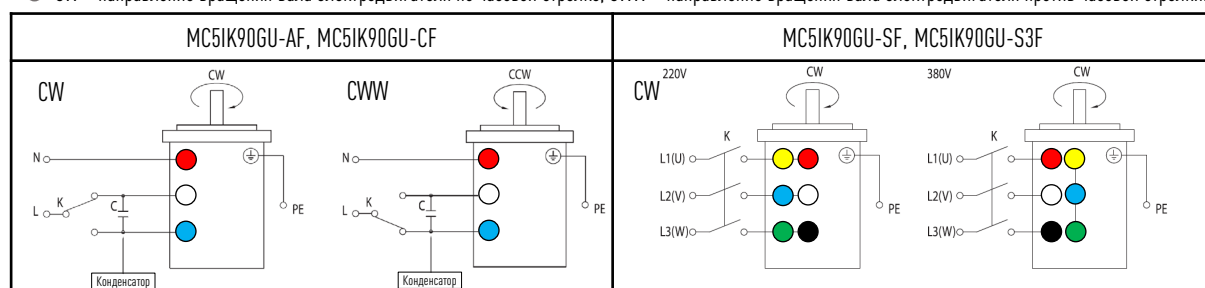 MC5IK90GU-AF, MC5IK90GU-CF
MC5IK90GU-SF, MC5IK90GU-S3F
CW
CW
N
L
K
C
PE
Конденсатор
CWW
CCW
N
L
K
C
PE
Конденсатор
CW
220V
CW
K
L1(U)
L2(V)
L3(W)
PE
380V
CW
K
L1(U)
L2(V)
L3(W)
PE